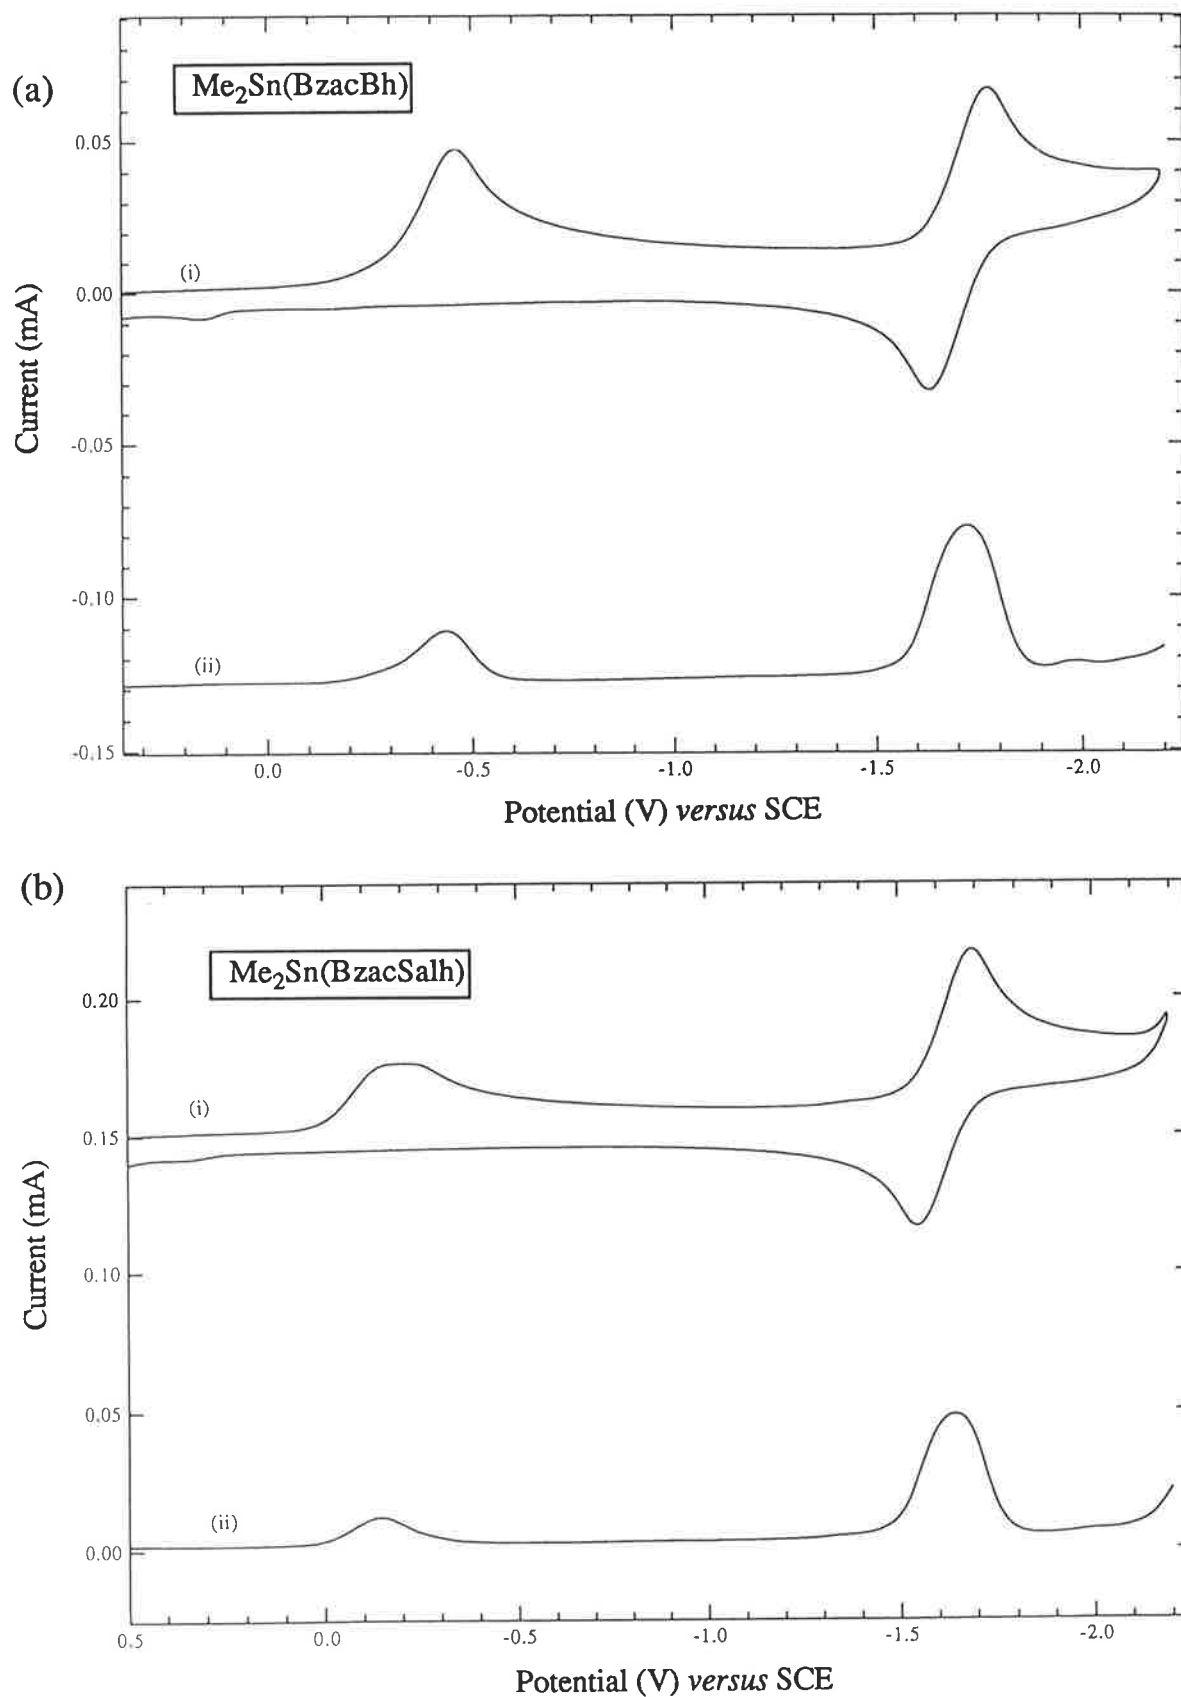 (a)
Me₂Sn(BzacBh)
0.05
(i)
0.00
Current (mA)
-0.05
-0.10
(ii)
-0.15
0.0 -0.5 -1.0 -1.5 -2.0
Potential (V) versus SCE
(b)
Me₂Sn(BzacSalh)
0.20
(i)
0.15
Current (mA)
0.10
0.05
(ii)
0.00
0.5 0.0 -0.5 -1.0 -1.5 -2.0
Potential (V) versus SCE